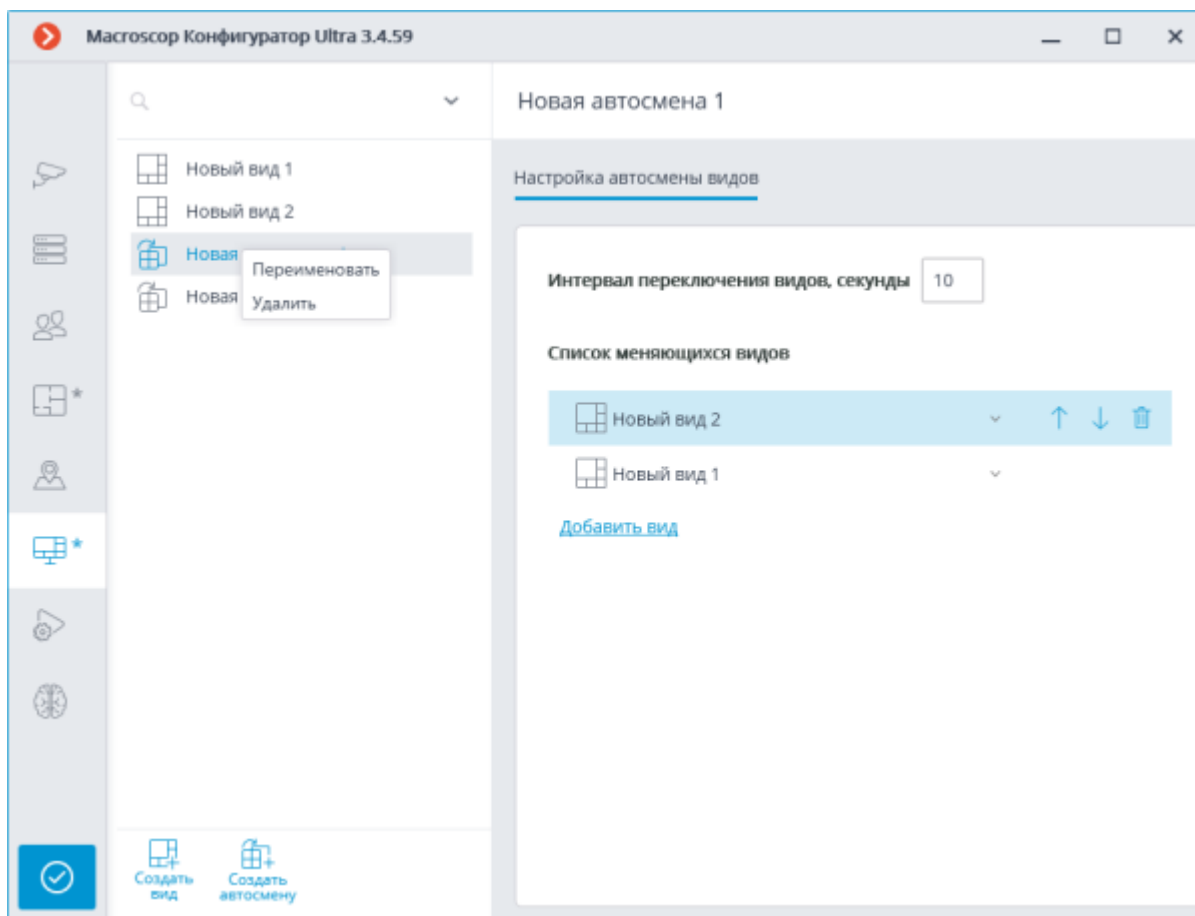 Macroscop Конфигуратор Ultra 3.4.59
Новая автосмена 1
Новый вид 1
Новый вид 2
Новая
Переименовать
Новая
Удалить
Настройка автосмены видов
Интервал переключения видов, секунды 10
Список меняющихся видов
Новый вид 2
Новый вид 1
Добавить вид
Создать
вид
Создать
автосмену